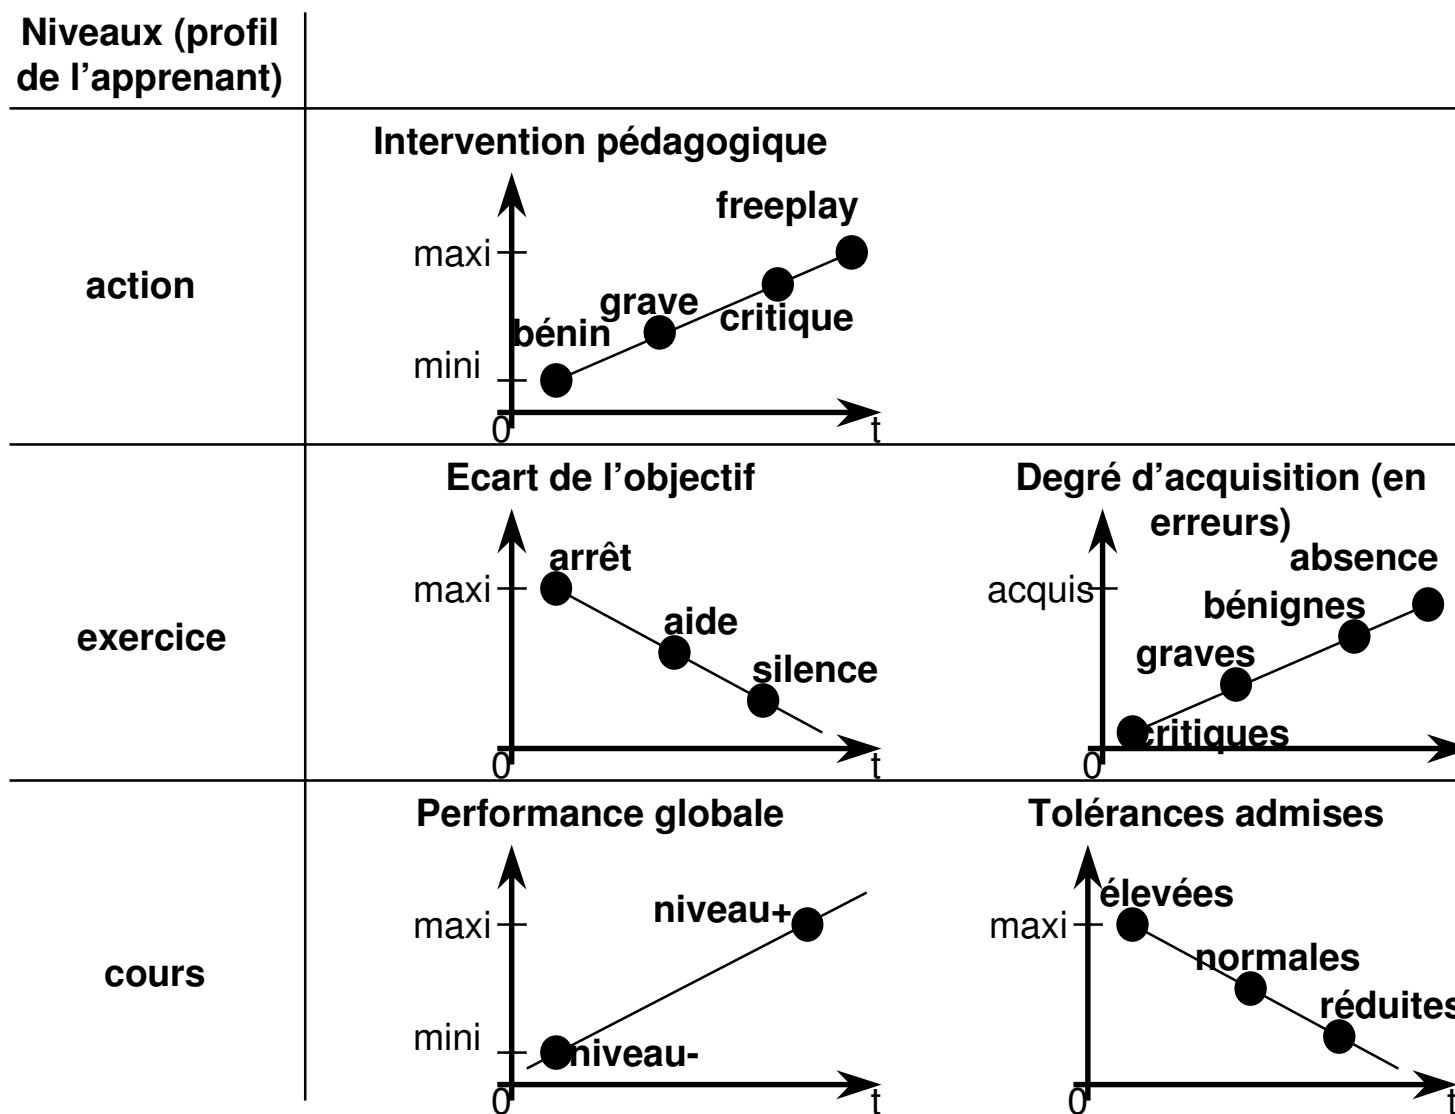 Niveaux (profil
de l'apprenant)
action
Intervention pédagogique
freeplay
maxi
grave
critique
bénin
mini
0
t
exercice
Ecart de l'objectif
arrêt
maxi
aide
silence
0
t
Degré d'acquisition (en
erreurs)
absence
acquis
bénignes
graves
critiques
0
cours
Performance globale
niveau+
maxi
mini
niveau-
0
t
Tolérances admises
élevées
maxi
normales
réduites
0
t